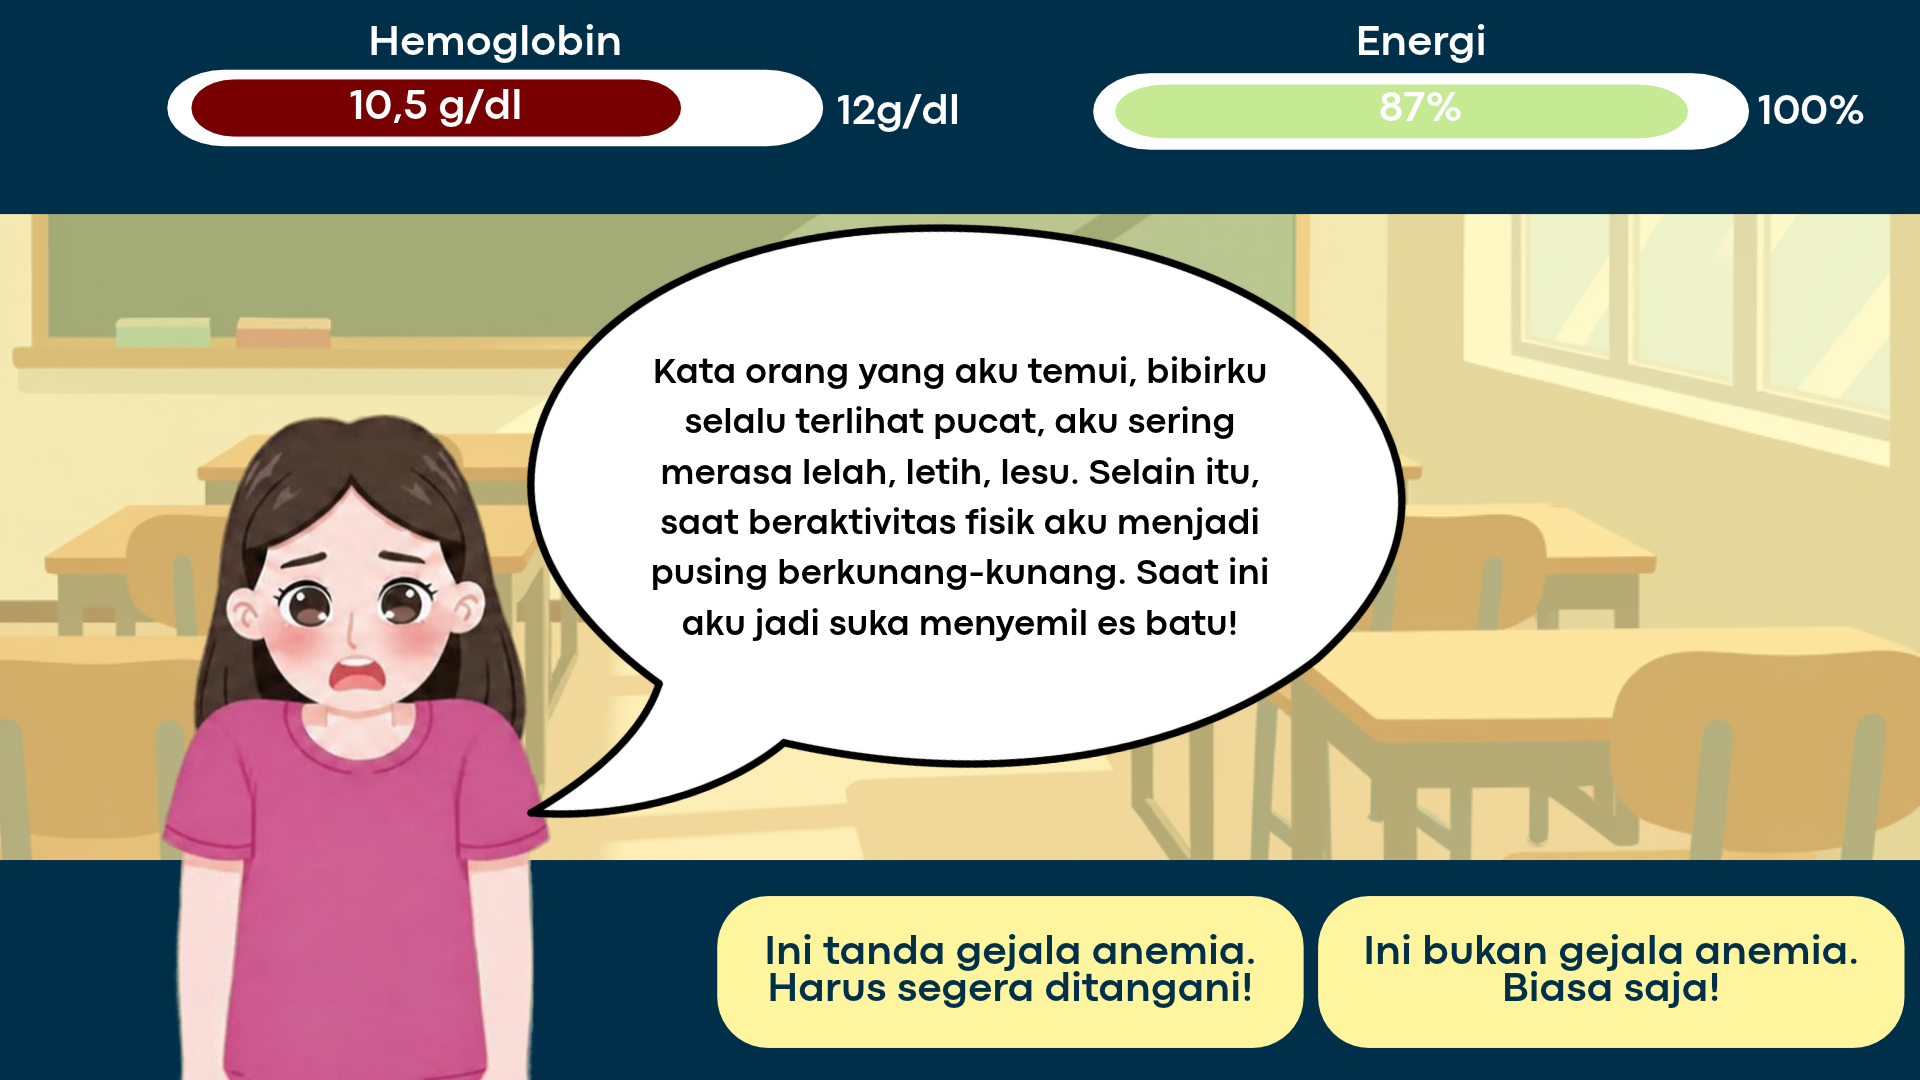 Hemoglobin
10,5 g/dl
12g/dl
Energi
87%
100%
Kata orang yang aku temui, bibirku
selalu terlihat pucat, aku sering
merasa lelah, letih, lesu. Selain itu,
saat beraktivitas fisik aku menjadi
pusing berkunang-kunang. Saat ini
aku jadi suka menyemil es batu!
Ini tanda gejala anemia.
Harus segera ditangani!
Ini bukan gejala anemia.
Biasa saja!